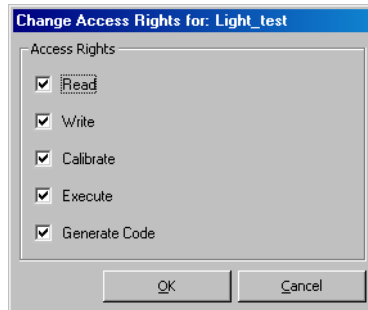 Change Access Rights for: Light_test
Access Rights
Read
Write
Calibrate
Execute
Generate Code
OK
Cancel